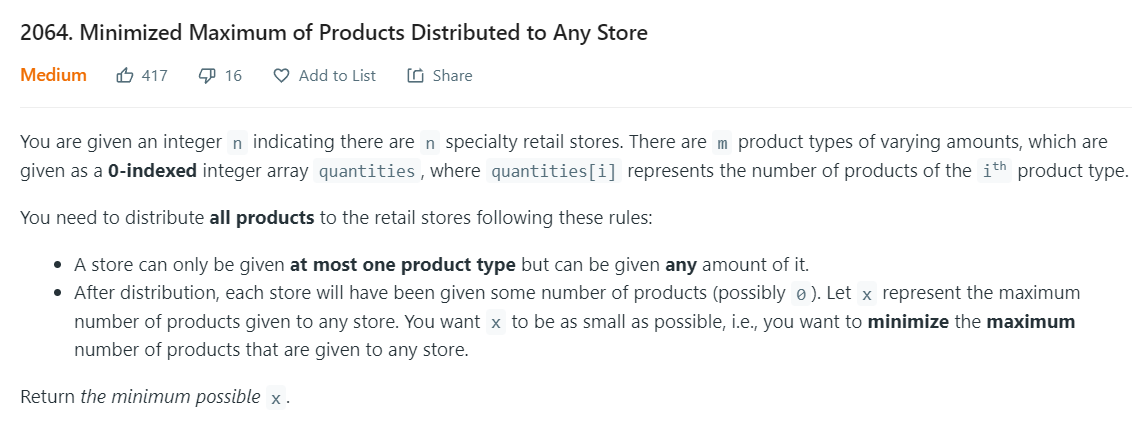 2064. Minimized Maximum of Products Distributed to Any Store
Medium 417 16 Add to List Share
You are given an integer n indicating there are n specialty retail stores. There are m product types of varying amounts, which are
given as a 0-indexed integer array quantities , where quantities[i] represents the number of products of the ith product type.
You need to distribute all products to the retail stores following these rules:
• A store can only be given at most one product type but can be given any amount of it.
• After distribution, each store will have been given some number of products (possibly 0 ). Let x represent the maximum
number of products given to any store. You want x to be as small as possible, i.e., you want to minimize the maximum
number of products that are given to any store.
Return the minimum possible x .